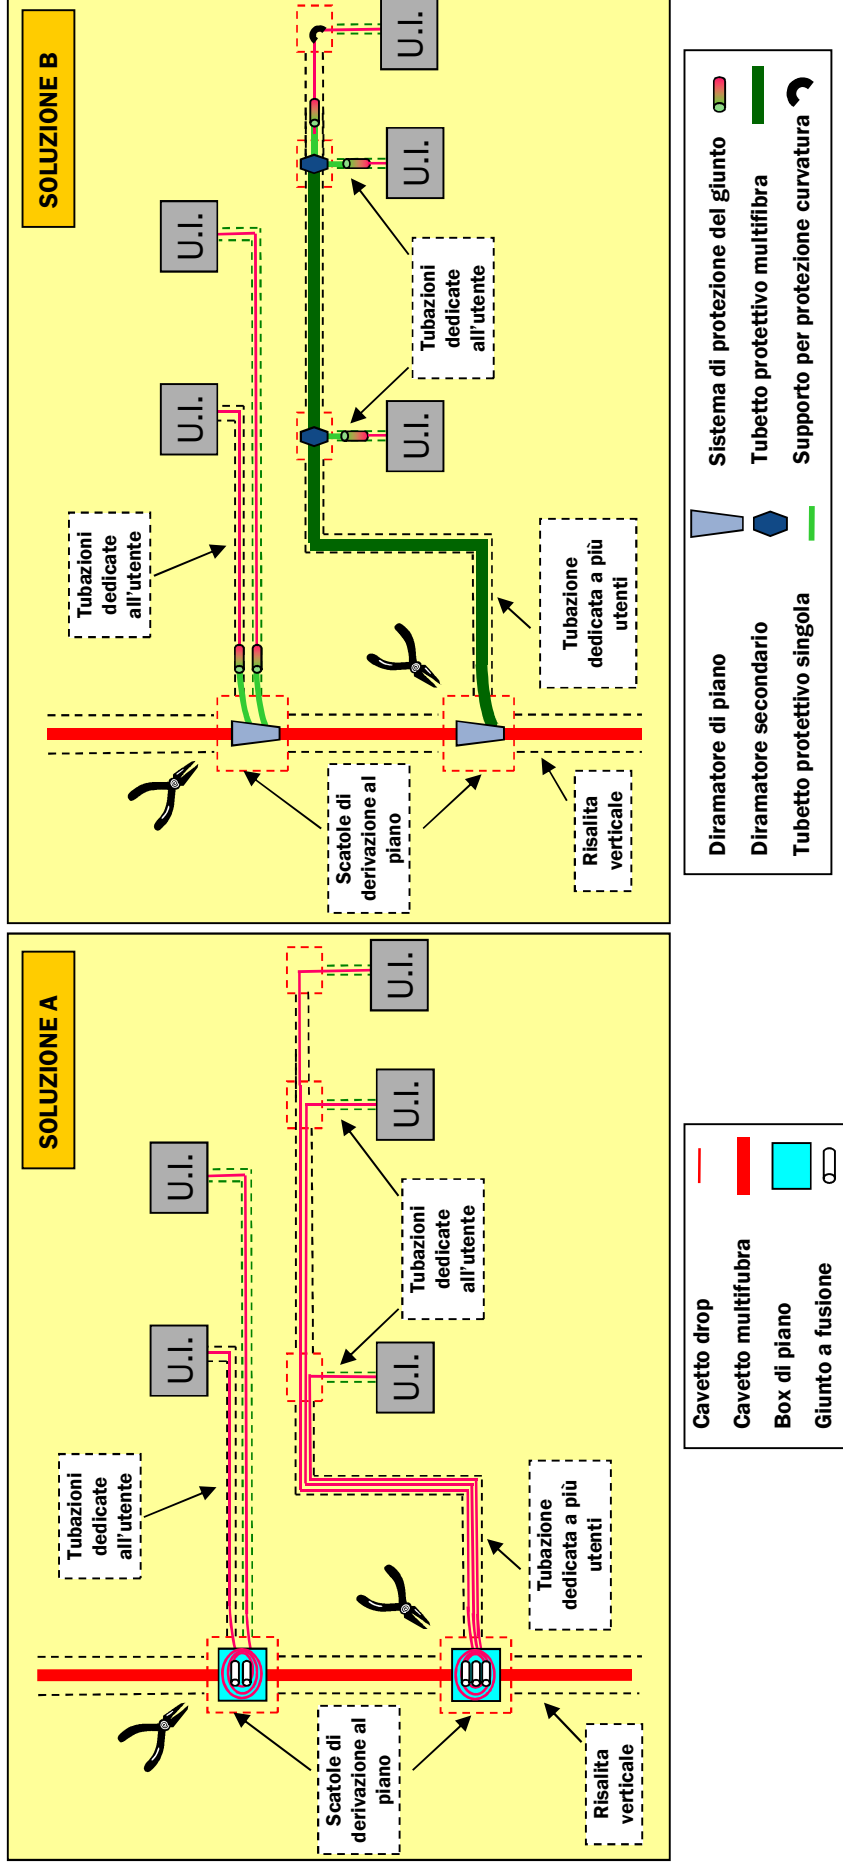 SOLUZIONE A
U.I.
U.I.
Tubazioni
dedicate
all'utente
U.I.
U.I.
U.I.
Tubazioni
dedicate
all'utente
Scatole di
derivazione al
piano
Tubazione
dedicata a più
utenti
Risalita
verticale
Cavetto drop
Cavetto multifubra
Box di piano
Giunto a fusione
SOLUZIONE B
U.I.
U.I.
Tubazioni
dedicate
all'utente
U.I.
U.I.
U.I.
Tubazioni
dedicate
all'utente
Scatole di
derivazione al
piano
Tubazione
dedicata a più
utenti
Risalita
verticale
Diramatore di piano
Sistema di protezione del giunto
Diramatore secondario
Tubetto protettivo multifibra
Tubetto protettivo singola
Supporto per protezione curvatura